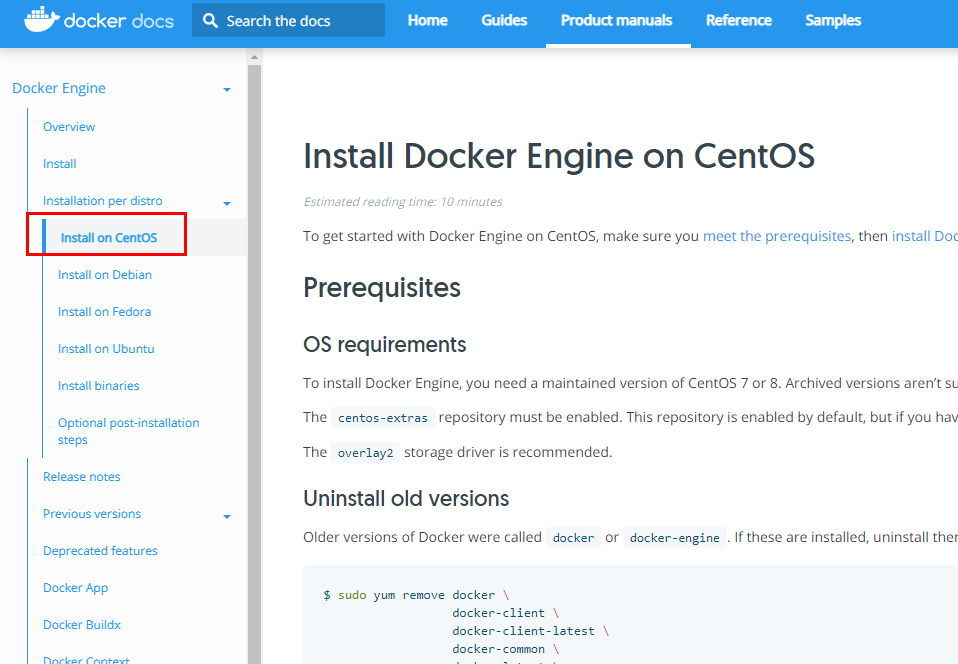 docker docs
Search the docs
Home
Guides
Product manuals
Reference
Samples
Docker Engine
Overview
Install
Installation per distro
Install on CentOS
Install on Debian
Install on Fedora
Install on Ubuntu
Install binaries
Optional post-installation
steps
Release notes
Previous versions
Deprecated features
Docker App
Docker Buildx
Docker Context
Install Docker Engine on CentOS
Estimated reading time: 10 minutes
To get started with Docker Engine on CentOS, make sure you meet the prerequisites, then install Doc
Prerequisites
OS requirements
To install Docker Engine, you need a maintained version of CentOS 7 or 8. Archived versions aren't su
The centos-extras repository must be enabled. This repository is enabled by default, but if you hav
The overlay2 storage driver is recommended.
Uninstall old versions
Older versions of Docker were called docker or docker-engine . If these are installed, uninstall ther
$ sudo yum remove docker \
docker-client \
docker-client-latest \
docker-common \